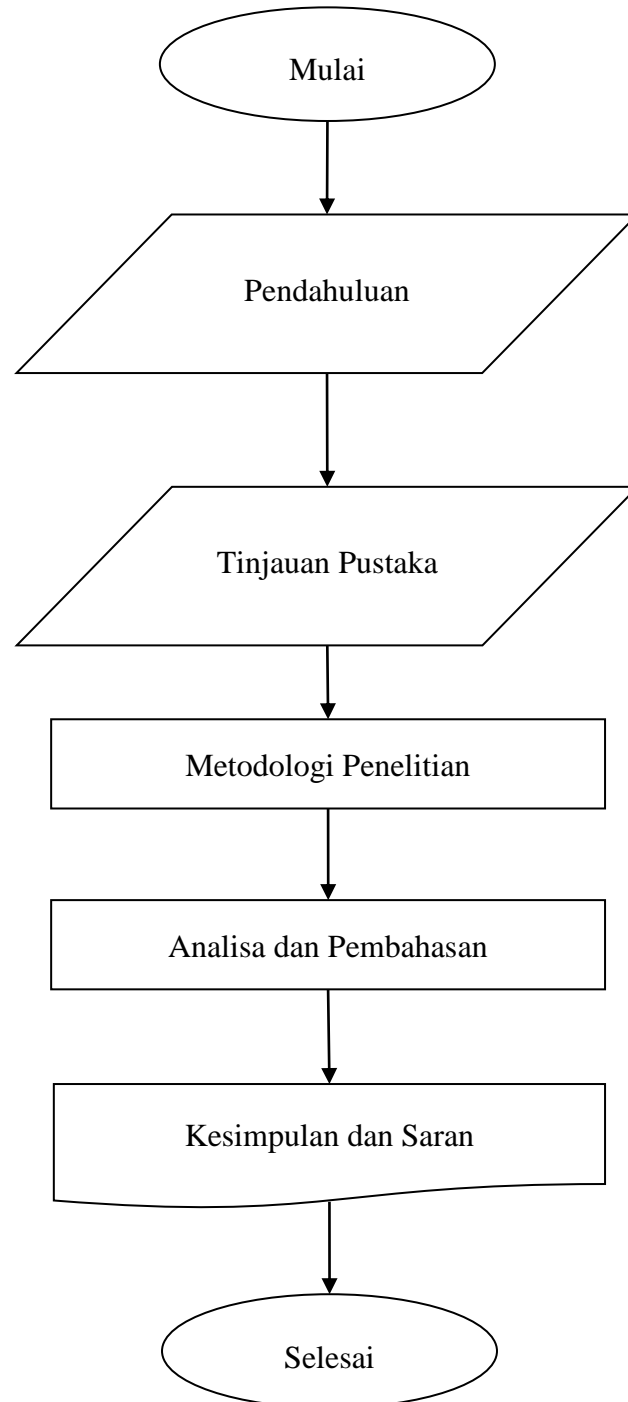 Mulai
Pendahuluan
Tinjauan Pustaka
Metodologi Penelitian
Analisa dan Pembahasan
Kesimpulan dan Saran
Selesai